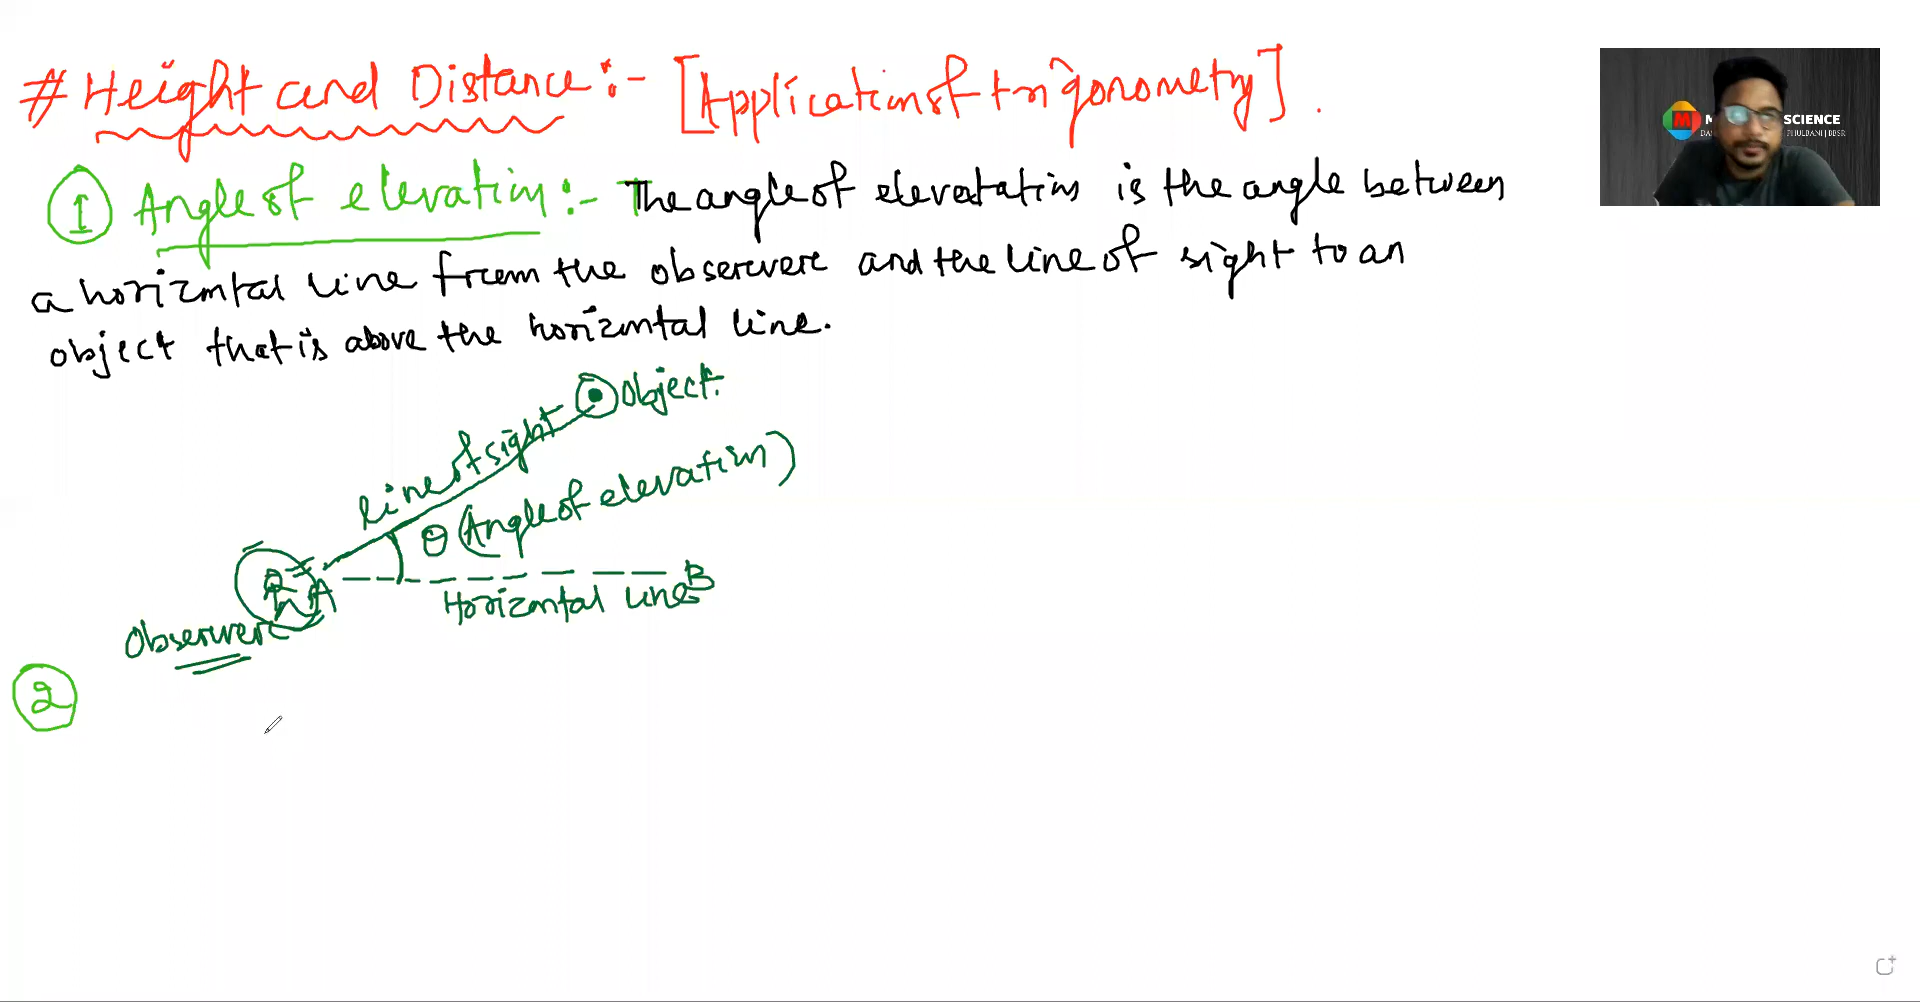 # Height and Distance :- [Application of trigonometry].
M SCIENCE
PHULBANI | BBSR
1 Angle of elevation :- The angle of elevatation is the angle between
a horizontal line from the observere and the line of sight to an
object that is above the horizontal line.
Object.
line of sight
θ (Angle of elevation)
A
B
Horizontal line
Observer
2